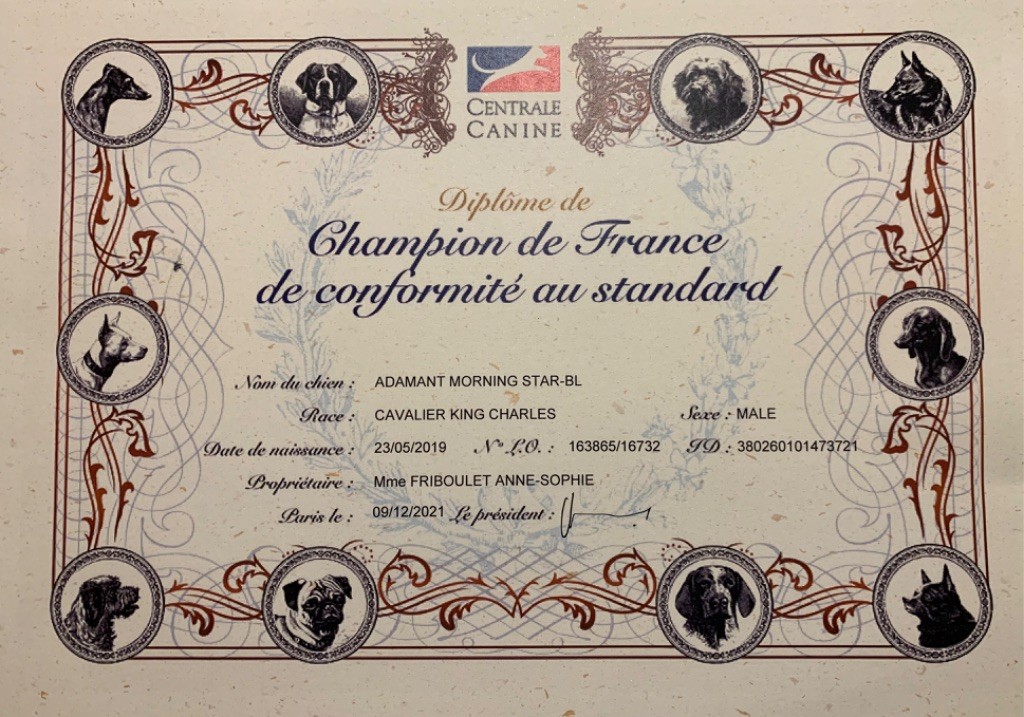 CENTRALE
CANINE
Diplôme de
Champion de France
de conformité au standard
Nom du chien : ADAMANT MORNING STAR-BL
Race : CAVALIER KING CHARLES Sexe : MALE
Date de naissance : 23/05/2019 N° L.O. : 163865/16732 ID : 380260101473721
Propriétaire : Mme FRIBOULET ANNE-SOPHIE
Paris le : 09/12/2021 Le président :